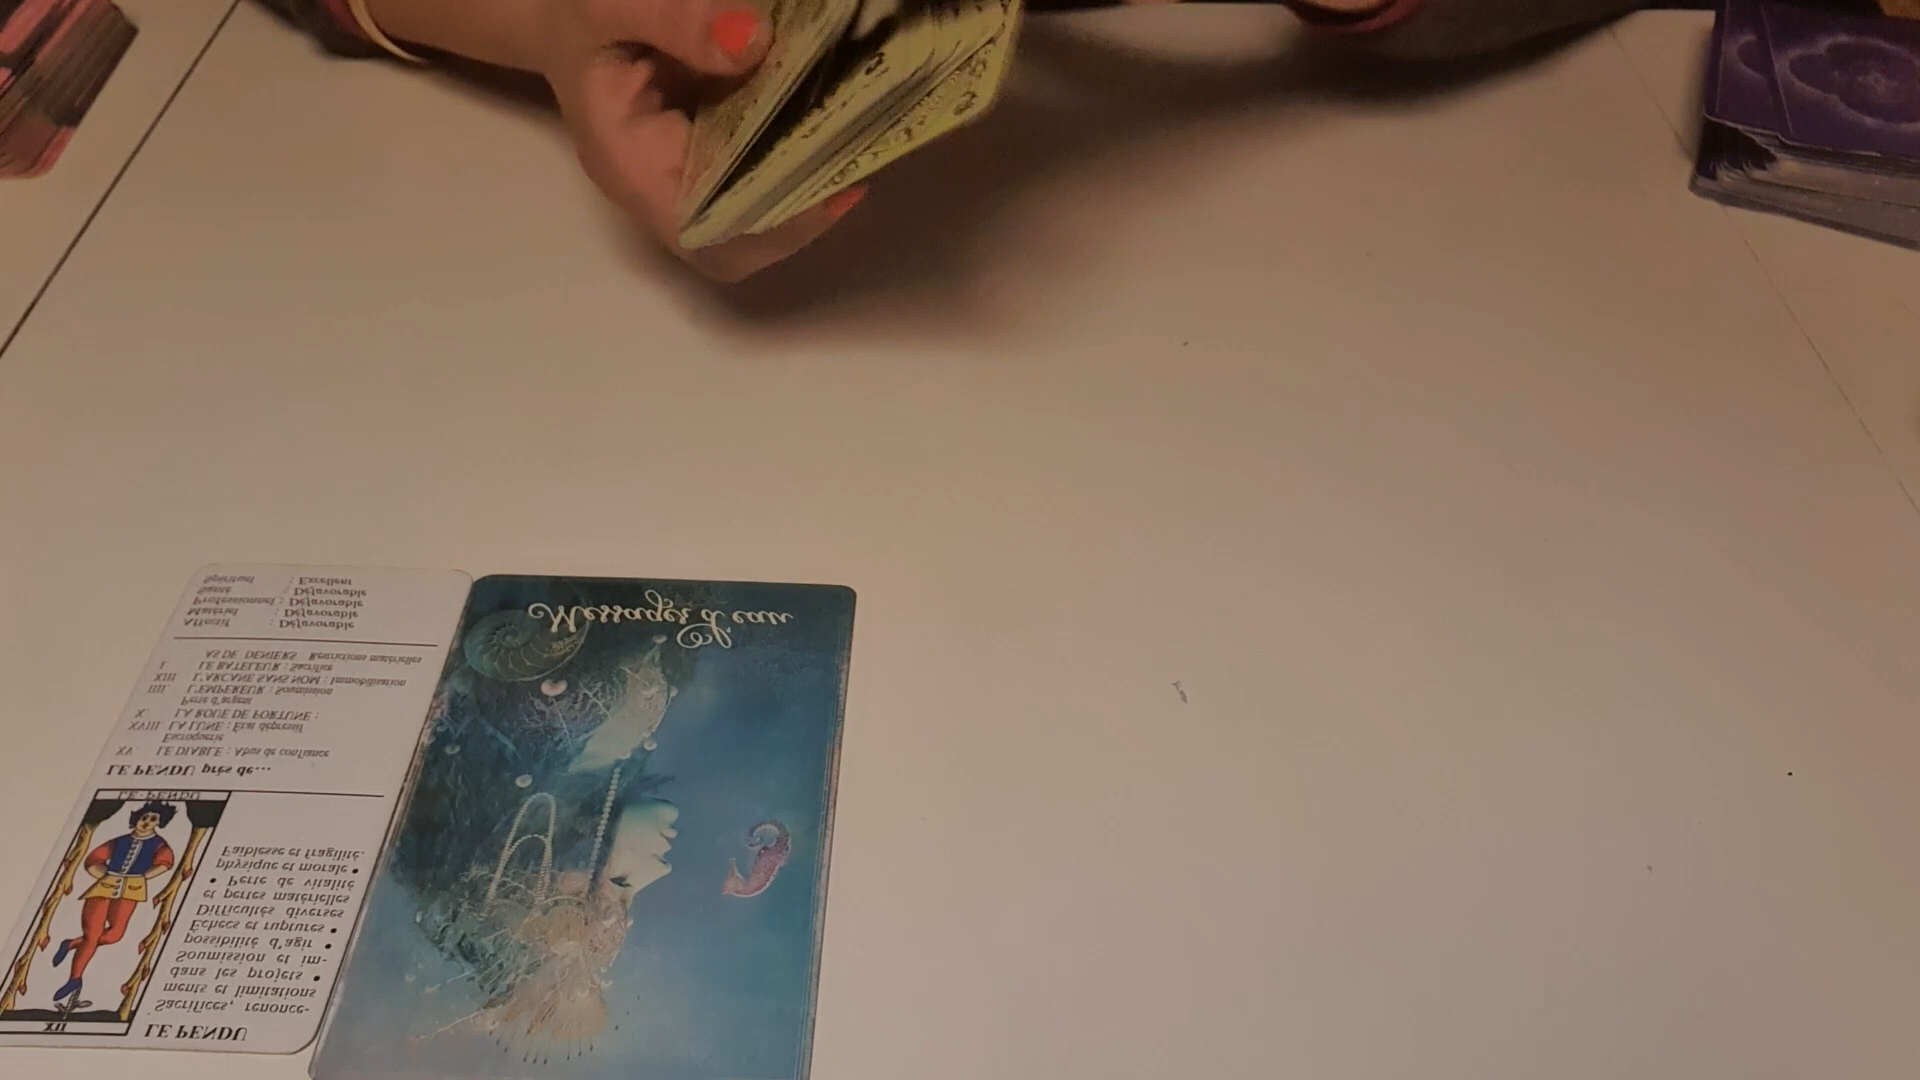 LE PENDU
Sacrifices, renonce-
ments et limitations
dans les projets •
Soumission et im-
possibilité d'agir •
Échecs et ruptures •
Difficultés diverses
et pertes matérielles
• Perte de vitalité
physique et morale •
Faiblesse et fragilité.
XII
LE·PENDU
LE PENDU près de...
XV LE DIABLE : Abus de confiance
Escroquerie
XVIII LA LUNE : État dépressif
X. LA ROUE DE FORTUNE :
Perte d'argent
IIII. L'EMPEREUR : Soumission
XIII. L'ARCANE SANS NOM : Immobilisation
I. LE BATELEUR : Sacrifice
AS DE DENIERS : Restrictions matérielles
Affectif : Défavorable
Matériel : Défavorable
Professionnel : Défavorable
Santé : Défavorable
Spirituel : Excellent
Messages d'eau